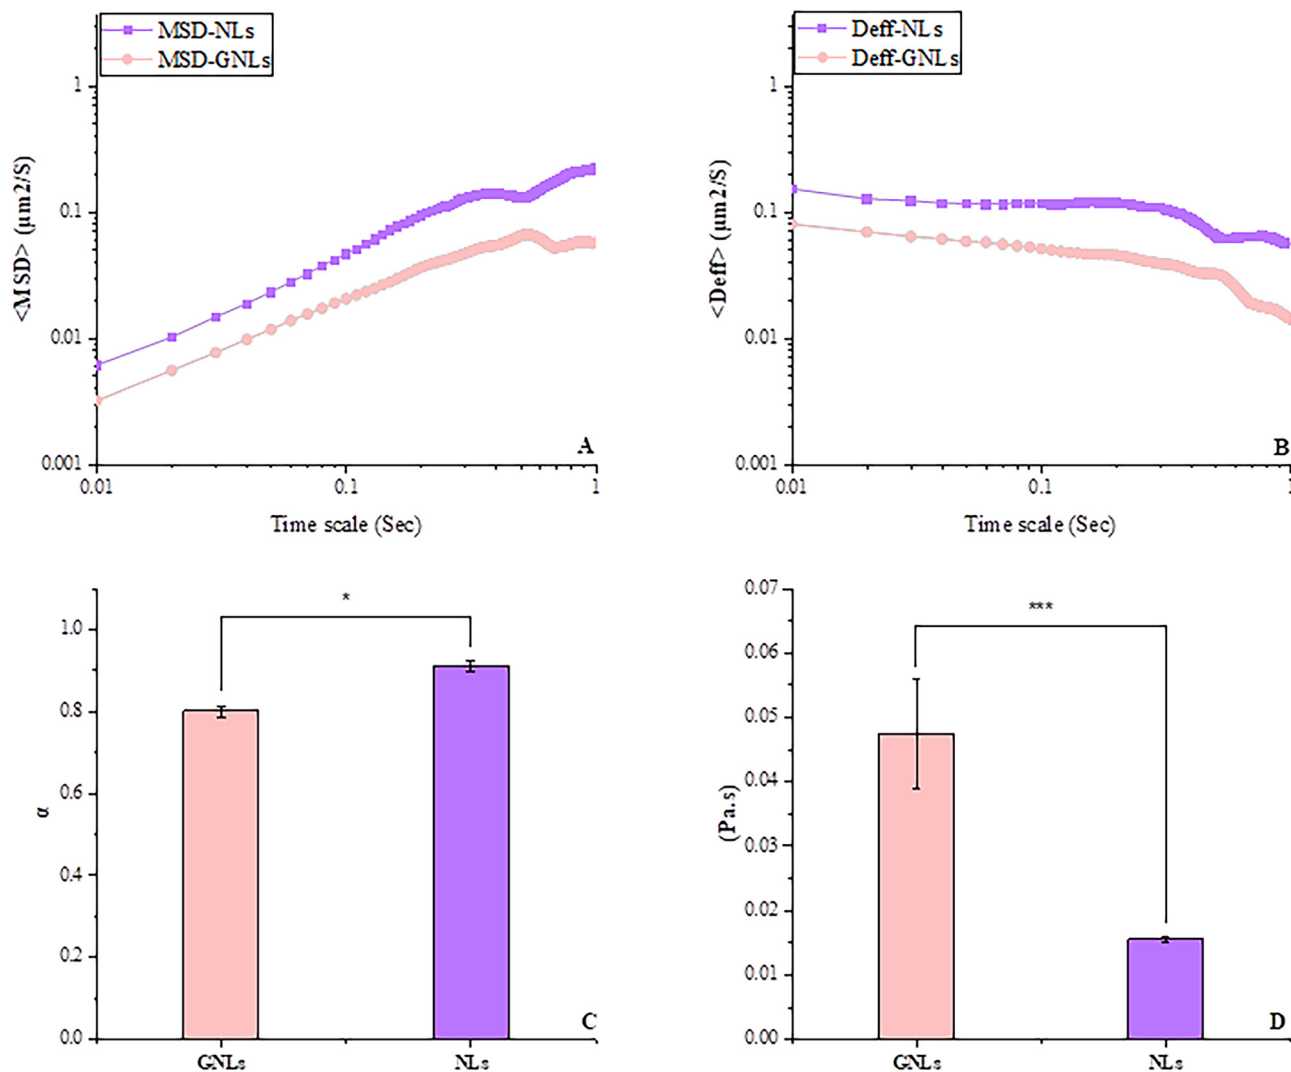 MSD-NLs
MSD-GNLs
1
0.1
0.01
0.001
<MSD> (μm2/S)
0.01
0.1
1
Time scale (Sec)
A
Deff-NLs
Deff-GNLs
1
0.1
0.01
0.001
<Deff> (μm2/S)
0.01
0.1
1
Time scale (Sec)
B
1.0
0.8
0.6
0.4
0.2
0.0
α
*
GNLs
NLs
C
0.07
0.06
0.05
0.04
0.03
0.02
0.01
0.00
(Pa.s)
***
GNLs
NLs
D